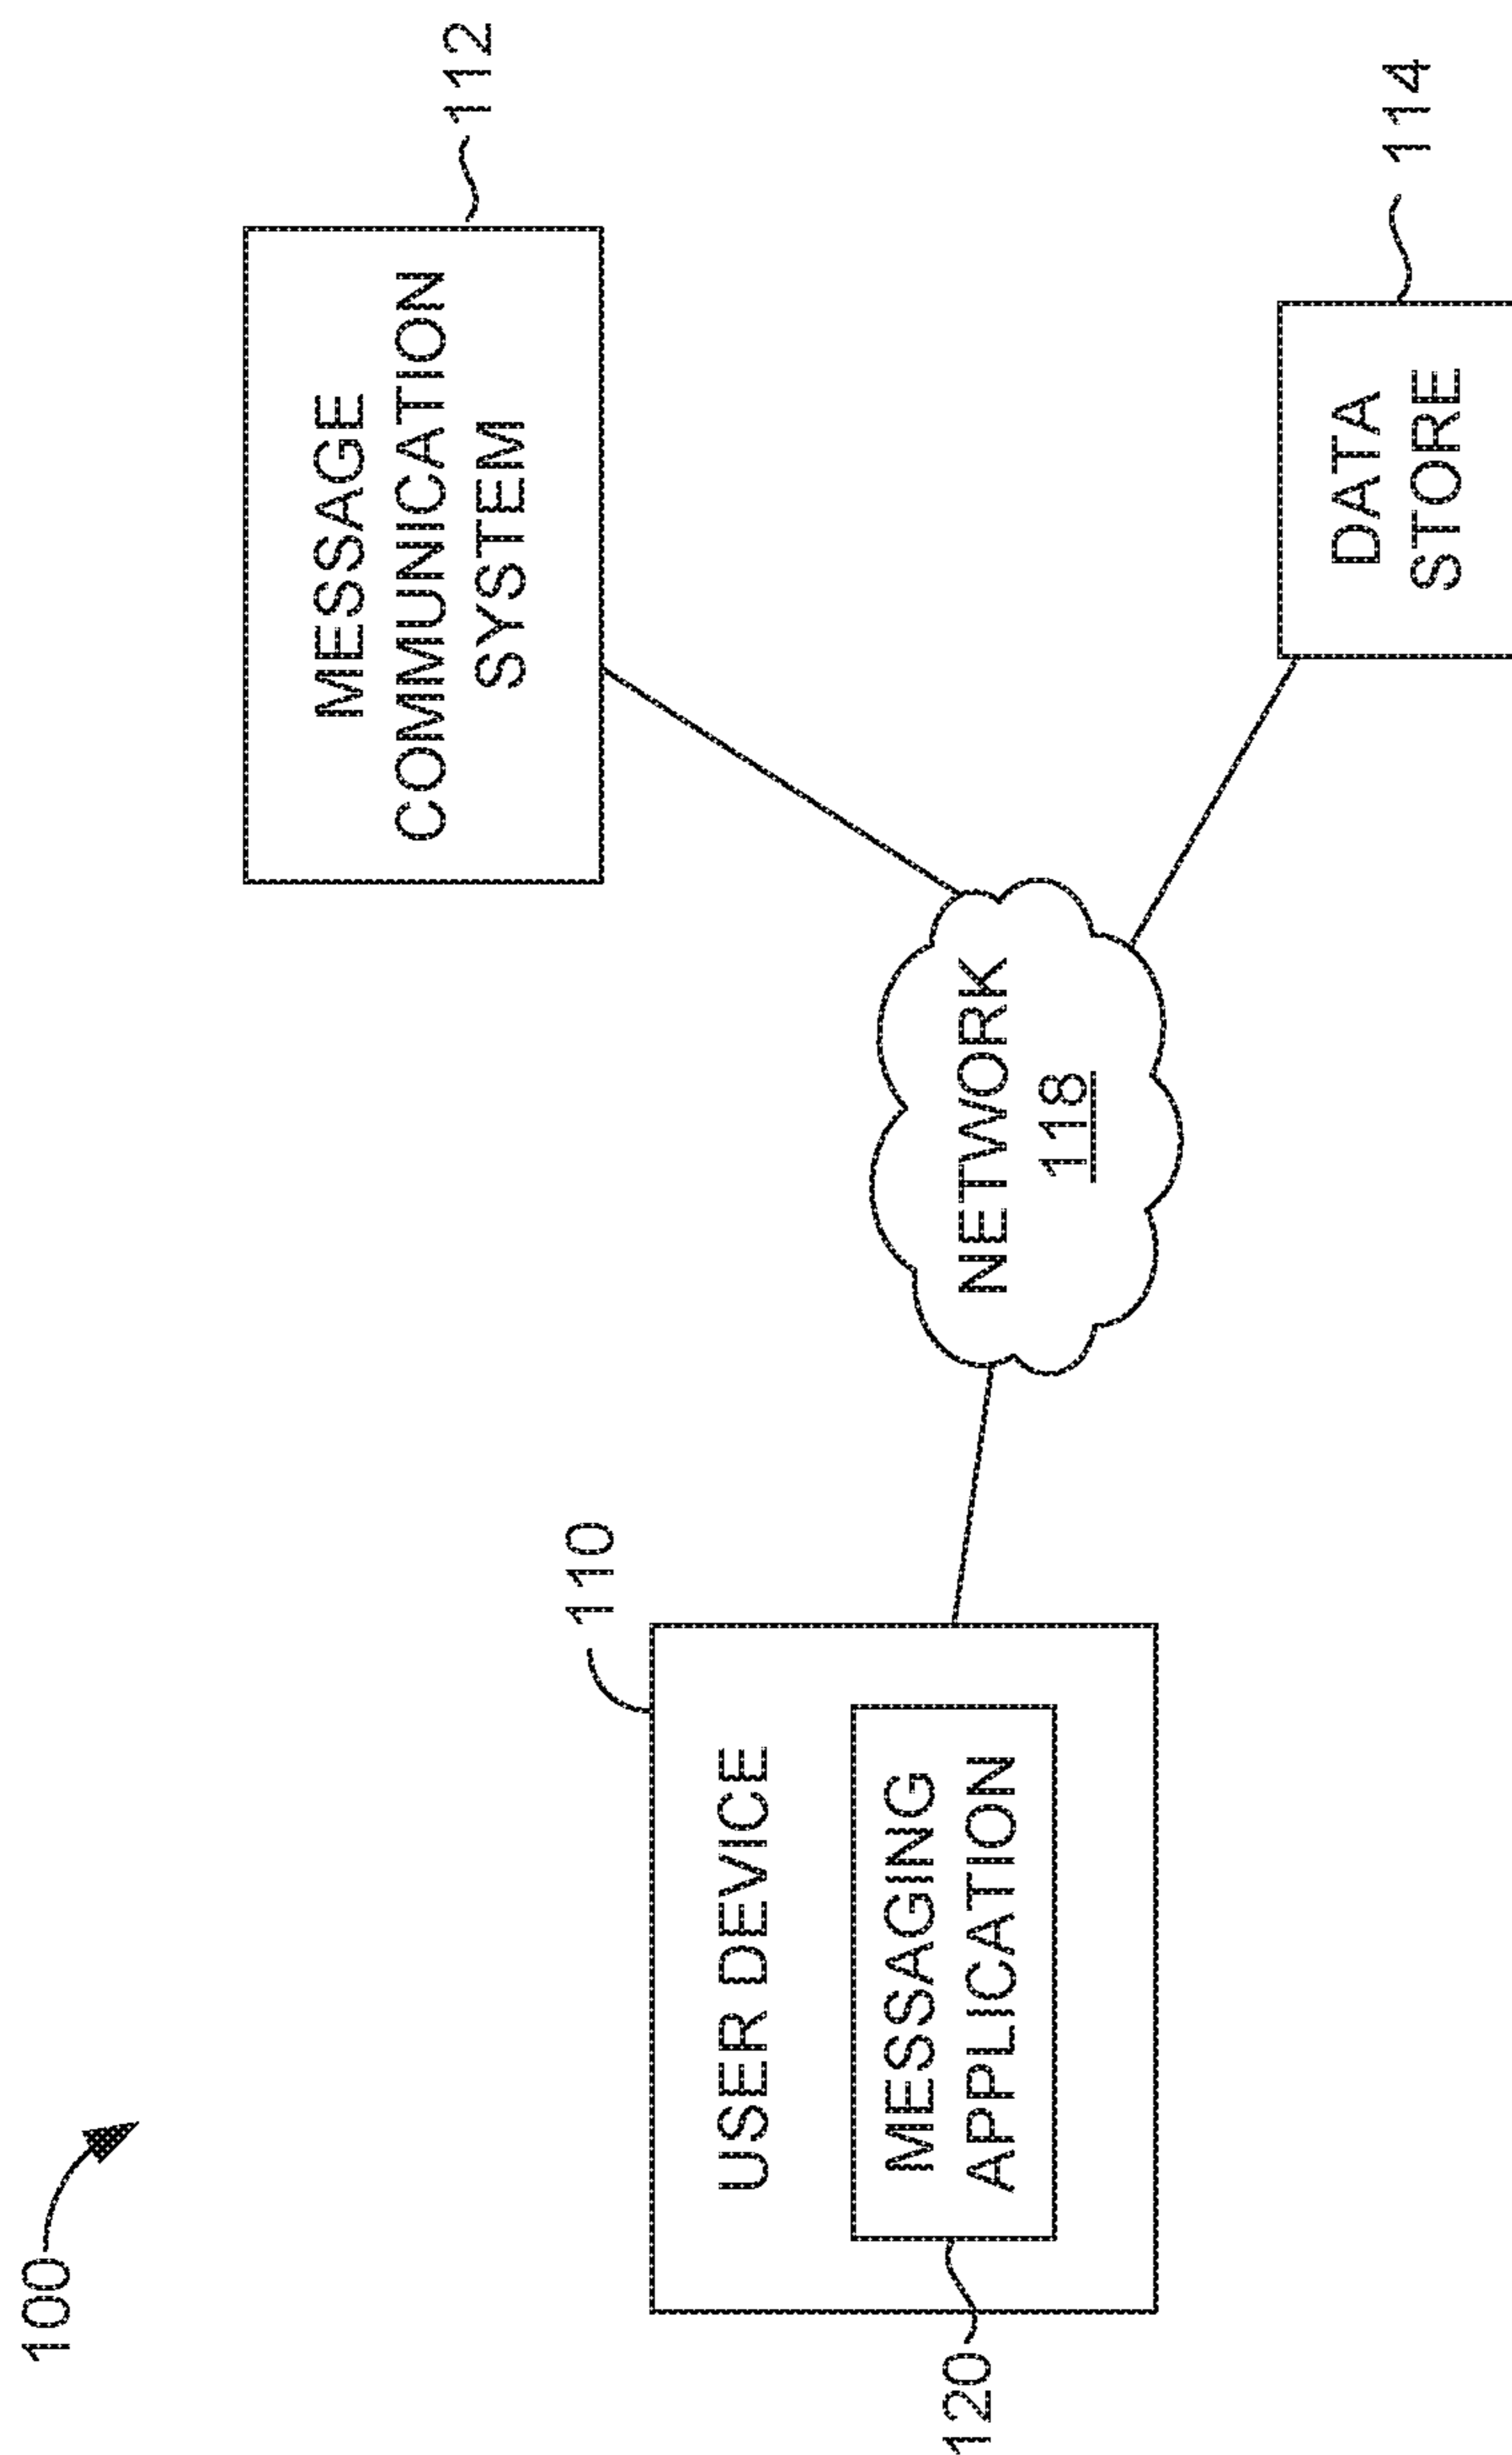 100
USER DEVICE
110
MESSAGING
APPLICATION
120
NETWORK
118
MESSAGE
COMMUNICATION
SYSTEM
112
DATA
STORE
114